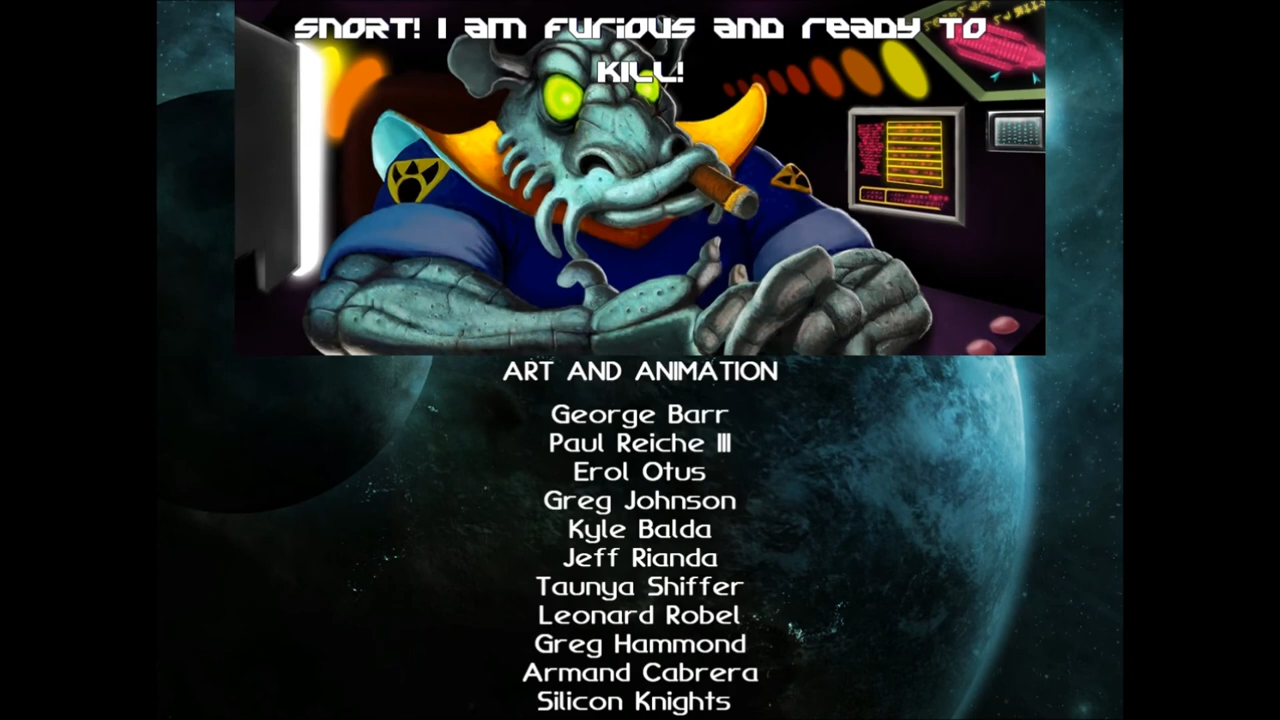 SNORT! I am furious and ready to
KILL!
ART AND ANIMATION
George Barr
Paul Reiche III
Erol Otus
Greg Johnson
Kyle Balda
Jeff Rianda
Taunya Shiffer
Leonard Robel
Greg Hammond
Armand Cabrera
Silicon Knights